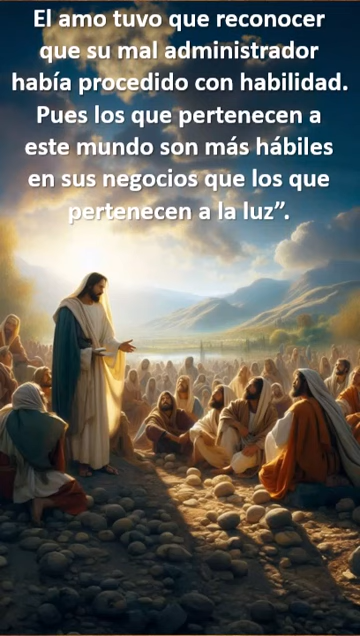 El amo tuvo que reconocer
que su mal administrador
había procedido con habilidad.
Pues los que pertenecen a
este mundo son más hábiles
en sus negocios que los que
pertenecen a la luz”.